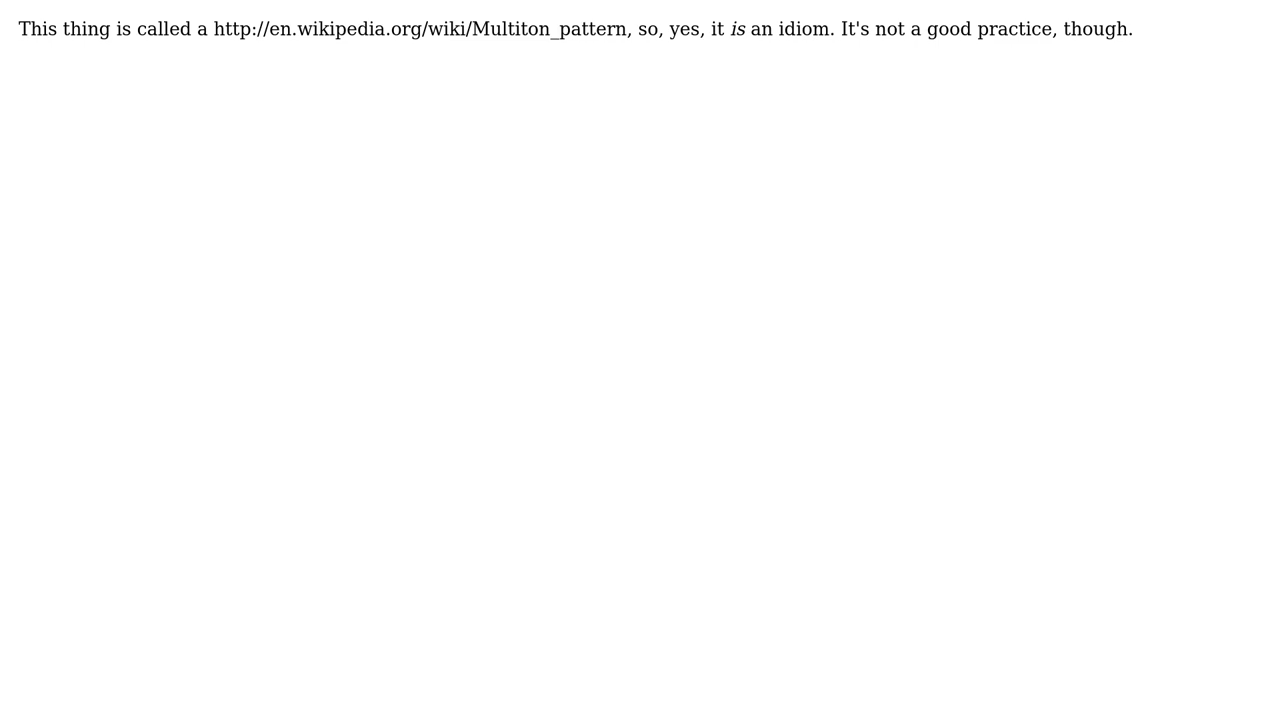 This thing is called a http://en.wikipedia.org/wiki/Multiton_pattern, so, yes, it is an idiom. It's not a good practice, though.